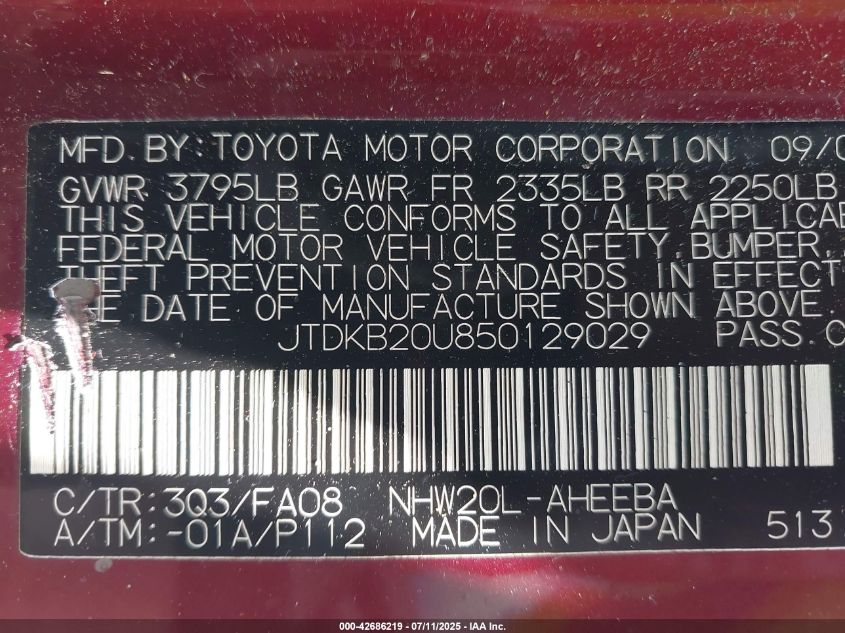 MFD. BY: TOYOTA MOTOR CORPORATION 09/0
GVWR 3795LB GAWR FR 2335LB RR 2250LB
THIS VEHICLE CONFORMS TO ALL APPLICAB
FEDERAL MOTOR VEHICLE SAFETY, BUMPER,
THEFT PREVENTION STANDARDS IN EFFECT
THE DATE OF MANUFACTURE SHOWN ABOVE.
JTDKB20U850129029 PASS. C
C/TR: 3Q3/FA08 NHW20L-AHEEBA
A/TM: -01A/P112 MADE IN JAPAN 513
000-42686219 - 07/11/2025 - IAA Inc.